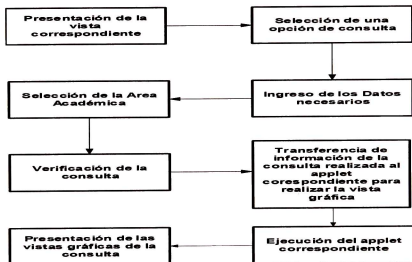 Presentación de la
vista
correspondiente
Selección de una
opción de consulta
Ingreso de los Datos
necesarios
Selección de la Area
Académica
Verificación de la
consulta
Transferencia de
información de la
consulta realizada al
applet
corespondiente para
realizar la vista
gráfica
Ejecución del applet
correspondiente
Presentación de las
vistas gráficas de la
consulta